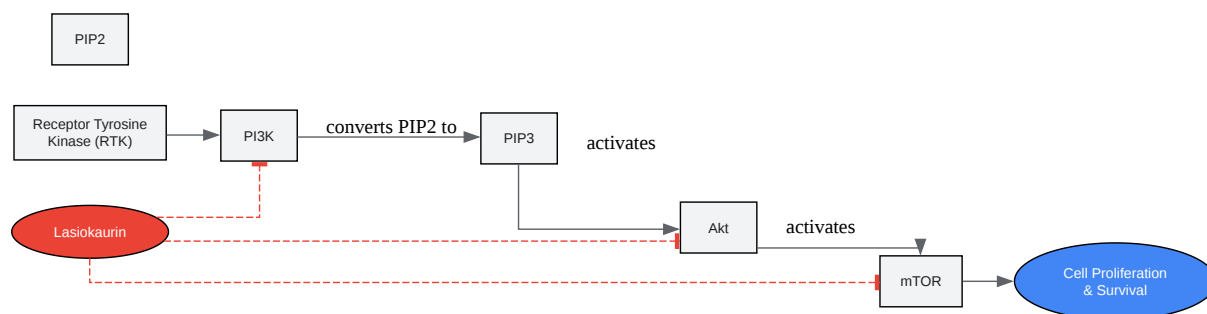 PIP2
Receptor Tyrosine
Kinase (RTK)
PI3K
converts PIP2 to
PIP3
activates
Lasiokaurin
Akt
activates
mTOR
Cell Proliferation
& Survival